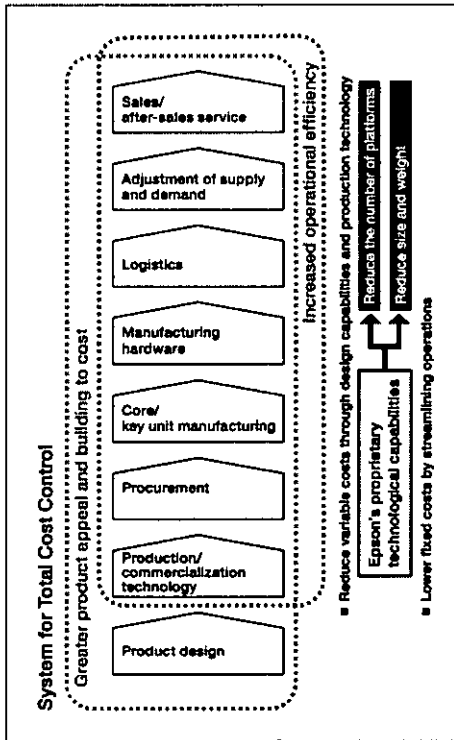 System for Total Cost Control
Greater product appeal and building to cost
Product design
Production/
commercialization
technology
Procurement
Core/
key unit manufacturing
Manufacturing
hardware
Logistics
Adjustment of supply
and demand
Sales/
after-sales service
Increased operational efficiency
■ Reduce variable costs through design capabilities and production technology
Epson's proprietary
technological capabilities
Reduce the number of platforms
Reduce size and weight
■ Lower fixed costs by streamlining operations